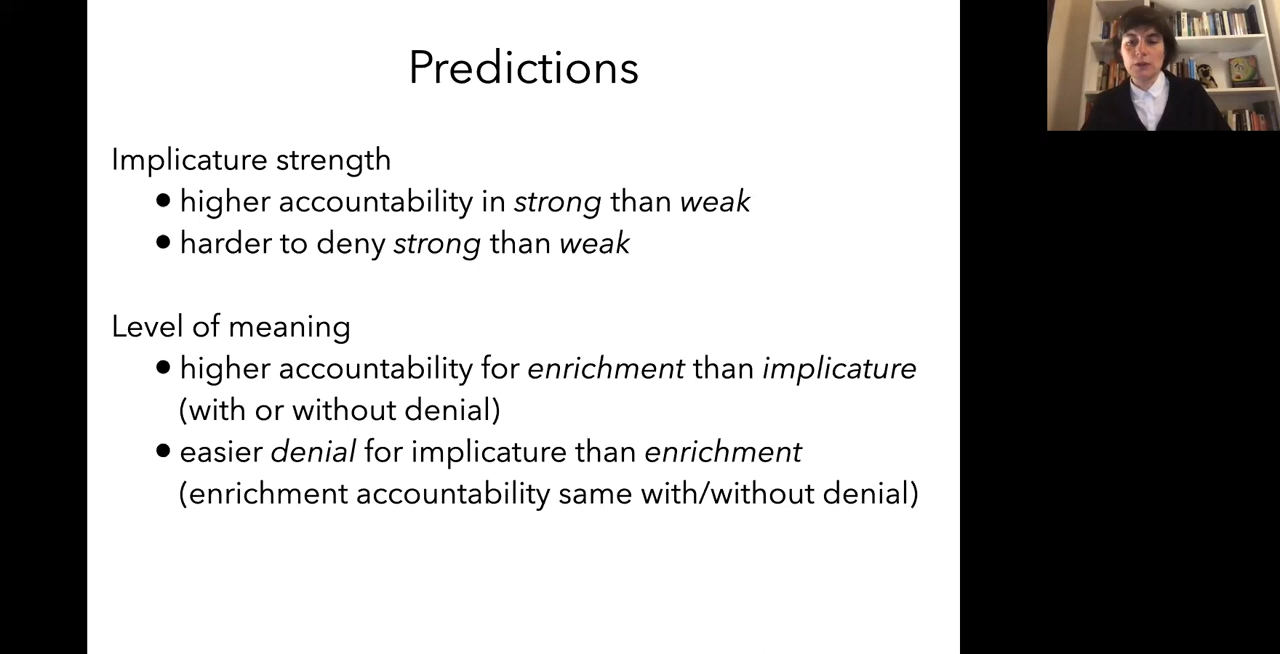 Predictions
Implicature strength
● higher accountability in strong than weak
● harder to deny strong than weak
Level of meaning
● higher accountability for enrichment than implicature
(with or without denial)
● easier denial for implicature than enrichment
(enrichment accountability same with/without denial)